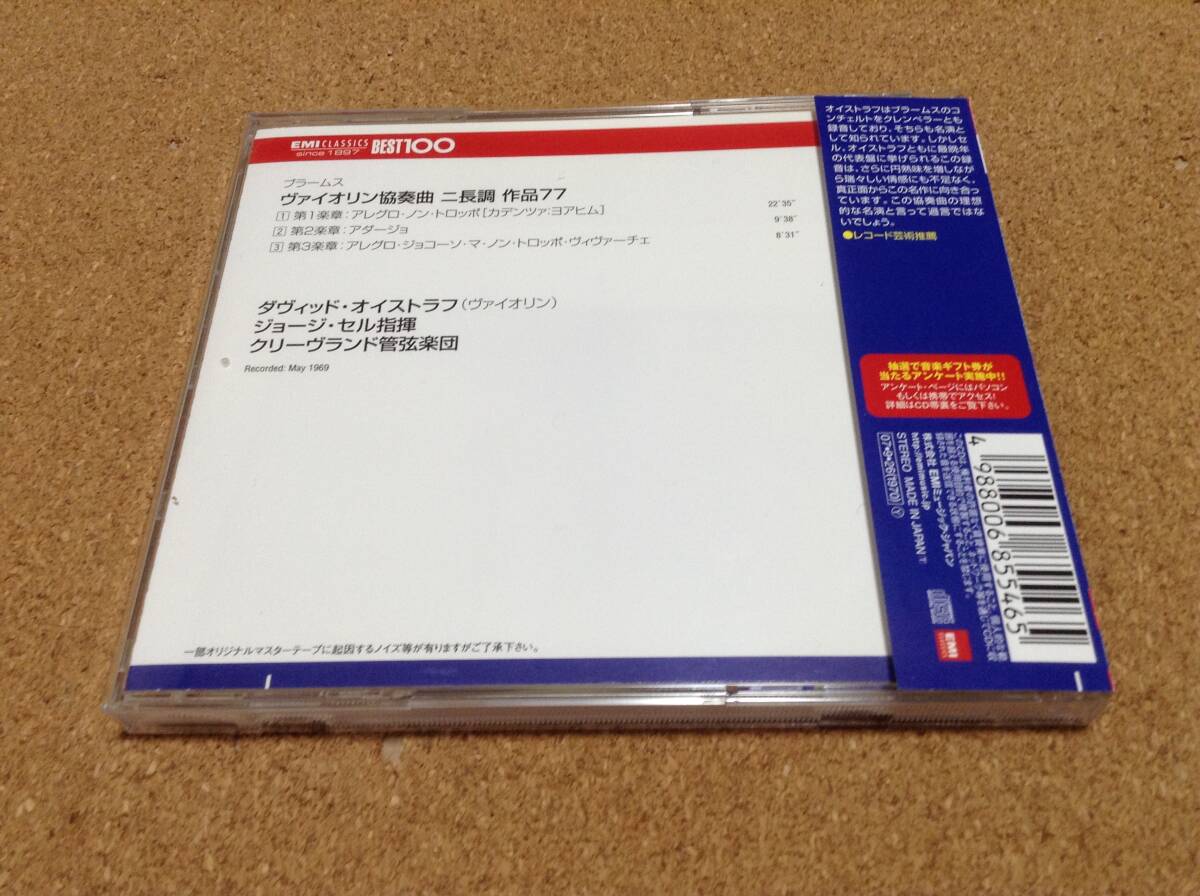 EMI CLASSICS
since 1897
BEST100
ブラームス
ヴァイオリン協奏曲 ニ長調 作品77
1 第1楽章:アレグロ・ノン・トロッポ[カデンツァ:ヨアヒム] 22'35"
2 第2楽章:アダージョ 9'38"
3 第3楽章:アレグロ・ジョコーソ・マ・ノン・トロッポ・ヴィヴァーチェ 8'31"
ダヴィッド・オイストラフ(ヴァイオリン)
ジョージ・セル指揮
クリーヴランド管弦楽団
Recorded: May 1969
一部オリジナルマスターテープに起因するノイズ等が有りますがご了承下さい。
オイストラフはブラームスのコ
ンチェルトをクレンペラーとも
録音しており、そちらも名演と
して知られています。しかしセ
ル、オイストラフともに最晩年
の代表盤に挙げられるこの録
音は、さらに円熟味を増しなが
ら瑞々しい情感にも不足なく、
真正面からこの名作に向き合っ
ています。この協奏曲の理想
的な名演と言って過言ではな
いでしょう。
●レコード芸術推薦
抽選で音楽ギフト券が
当たるアンケート実施中!!
アンケート・ページにはパソコン
もしくは携帯でアクセス!
詳細はCD帯裏をご覧下さい。
4 988006 855465
株式会社 EMIミュージック・ジャパン
http://emimusic.jp
STEREO MADE IN JAPAN T:
07・9・26(1970) Y
disc
EMI
CLASSICS